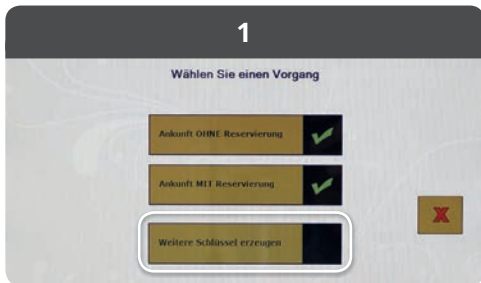 1
Wählen Sie einen Vorgang
Ankunft OHNE Reservierung
Ankunft MIT Reservierung
X
Weitere Schlüssel erzeugen